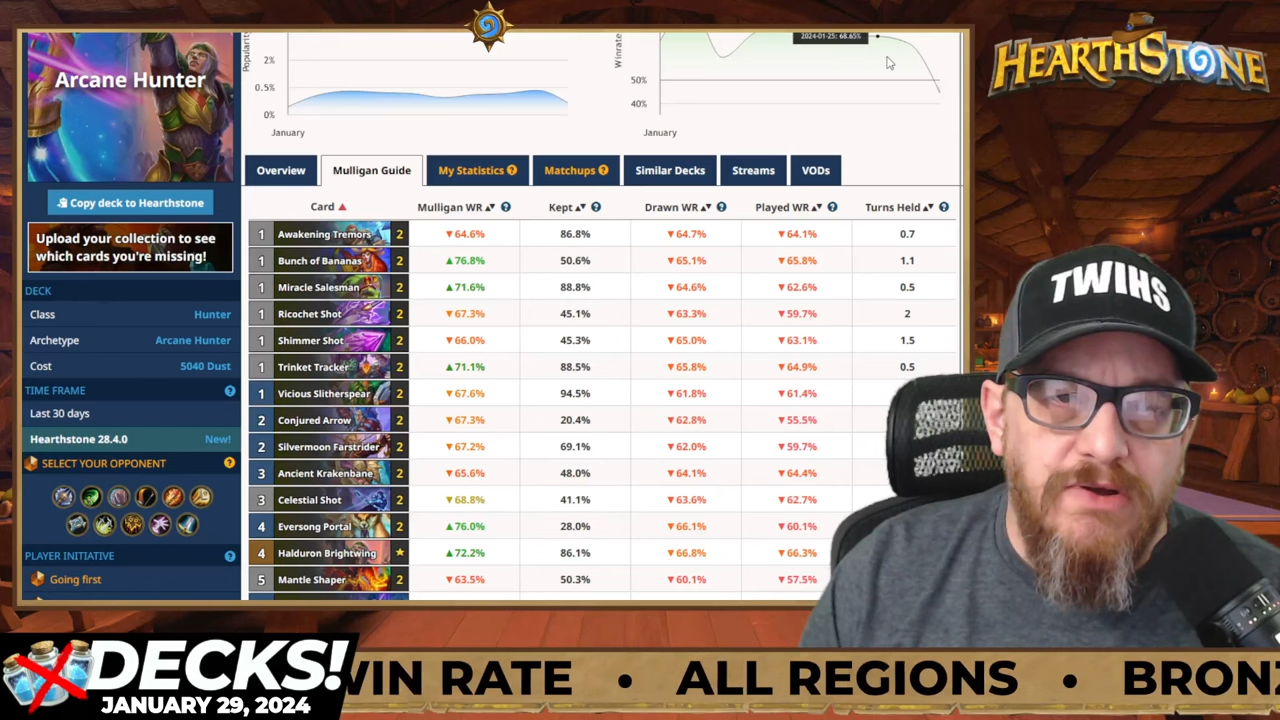 Arcane Hunter
Copy deck to Hearthstone
Upload your collection to see
which cards you're missing!
DECK
Class Hunter
Archetype Arcane Hunter
Cost 5040 Dust
TIME FRAME ?
Last 30 days
Hearthstone 28.4.0 New!
SELECT YOUR OPPONENT ?
PLAYER INITIATIVE ?
Going first
Popularity
2%
0.5%
0%
January
Winrate
2024-01-25: 68.65%
50%
40%
January
HEARTHSTONE
Overview Mulligan Guide My Statistics ? Matchups ? Similar Decks Streams VODs
Card ▲ Mulligan WR ▲▼ ? Kept ▲▼ ? Drawn WR ▲▼ ? Played WR ▲▼ ? Turns Held ▲▼ ?
1 Awakening Tremors 2 ▼64.6% 86.8% ▼64.7% ▼64.1% 0.7
1 Bunch of Bananas 2 ▲76.8% 50.6% ▼65.1% ▼65.8% 1.1
1 Miracle Salesman 2 ▲71.6% 88.8% ▼64.6% ▼62.6% 0.5
1 Ricochet Shot 2 ▼67.3% 45.1% ▼63.3% ▼59.7% 2
1 Shimmer Shot 2 ▼66.0% 45.3% ▼65.0% ▼63.1% 1.5
1 Trinket Tracker 2 ▲71.1% 88.5% ▼65.8% ▼64.9% 0.5
1 Vicious Slitherspear 2 ▼67.6% 94.5% ▼61.8% ▼61.4%
2 Conjured Arrow 2 ▼67.3% 20.4% ▼62.8% ▼55.5%
2 Silvermoon Farstrider 2 ▼67.2% 69.1% ▼62.0% ▼59.7%
3 Ancient Krakenbane 2 ▼65.6% 48.0% ▼64.1% ▼64.4%
3 Celestial Shot 2 ▼68.8% 41.1% ▼63.6% ▼62.7%
4 Eversong Portal 2 ▲76.0% 28.0% ▼66.1% ▼60.1%
4 Halduron Brightwing ★ ▲72.2% 86.1% ▼66.8% ▼66.3%
5 Mantle Shaper 2 ▼63.5% 50.3% ▼60.1% ▼57.5%
TWIHS
DECKS!
JANUARY 29, 2024
WIN RATE • ALL REGIONS • BRONZ